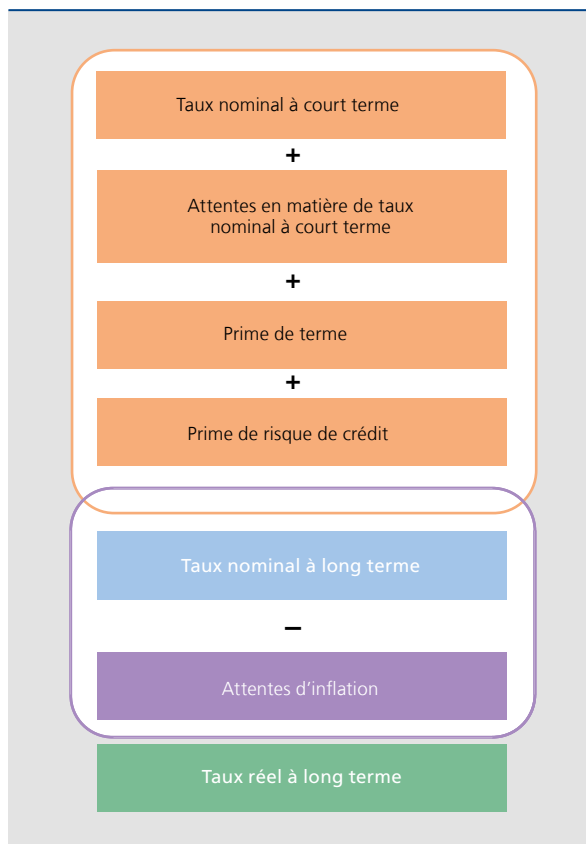 Taux nominal à court terme
+
Attentes en matière de taux
nominal à court terme
+
Prime de terme
+
Prime de risque de crédit
Taux nominal à long terme
–
Attentes d'inflation
Taux réel à long terme